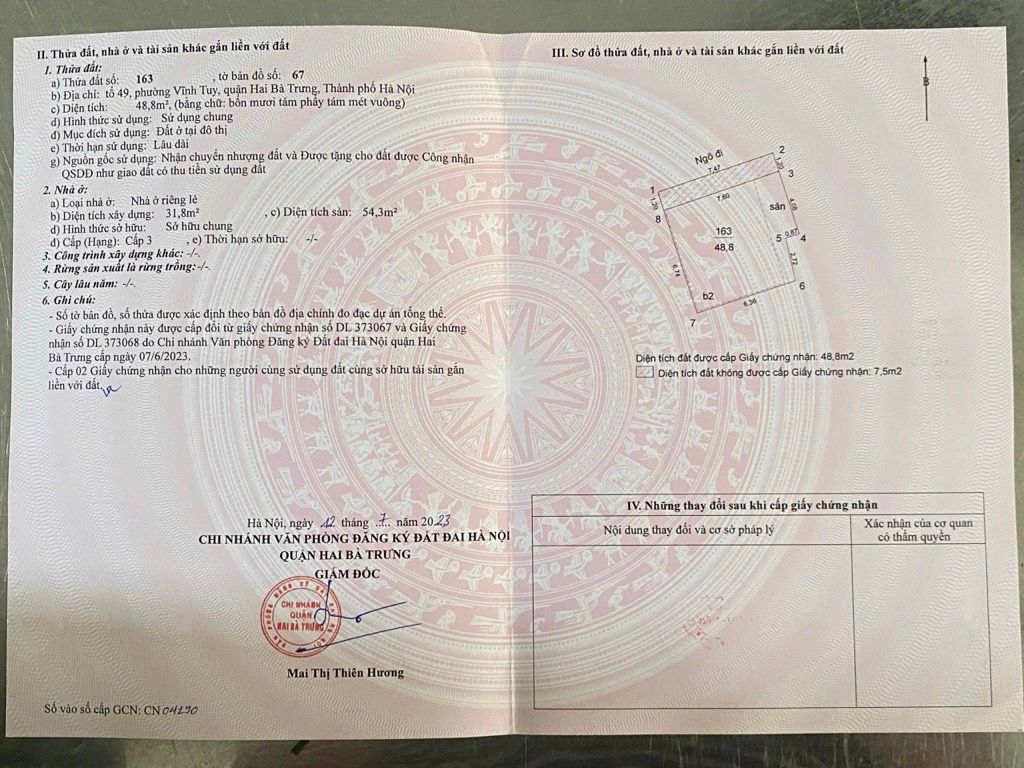 II. Thửa đất, nhà ở và tài sản khác gắn liền với đất
1. Thửa đất:
a) Thửa đất số: 163 , tờ bản đồ số: 67
b) Địa chỉ: tổ 49, phường Vĩnh Tuy, quận Hai Bà Trưng, Thành phố Hà Nội
c) Diện tích: 48,8m², (bằng chữ: bốn mươi tám phẩy tám mét vuông)
d) Hình thức sử dụng: Sử dụng chung
đ) Mục đích sử dụng: Đất ở tại đô thị
e) Thời hạn sử dụng: Lâu dài
g) Nguồn gốc sử dụng: Nhận chuyển nhượng đất và Được tặng cho đất được Công nhận
QSDĐ như giao đất có thu tiền sử dụng đất
2. Nhà ở:
a) Loại nhà ở: Nhà ở riêng lẻ
b) Diện tích xây dựng: 31,8m² , c) Diện tích sàn: 54,3m²
d) Hình thức sở hữu: Sở hữu chung
đ) Cấp (Hạng): Cấp 3 , e) Thời hạn sở hữu: -/-
3. Công trình xây dựng khác: -/-.
4. Rừng sản xuất là rừng trồng:-/-.
5. Cây lâu năm: -/-.
6. Ghi chú:
- Số tờ bản đồ, số thửa được xác định theo bản đồ địa chính đo đạc dự án tổng thể.
- Giấy chứng nhận này được cấp đổi từ giấy chứng nhận số DL 373067 và Giấy chứng
nhận số DL 373068 do Chi nhánh Văn phòng Đăng ký Đất đai Hà Nội quận Hai
Bà Trưng cấp ngày 07/6/2023.
- Cấp 02 Giấy chứng nhận cho những người cùng sử dụng đất cùng sở hữu tài sản gắn
liền với đất.
Hà Nội, ngày 12 tháng 7 năm 2023
CHI NHÁNH VĂN PHÒNG ĐĂNG KÝ ĐẤT ĐAI HÀ NỘI
QUẬN HAI BÀ TRƯNG
GIÁM ĐỐC
CHI NHÁNH
QUẬN
HAI BÀ TRƯNG
Mai Thị Thiên Hương
Số vào sổ cấp GCN: CN 04290
III. Sơ đồ thửa đất, nhà ở và tài sản khác gắn liền với đất
B
Ngõ đi
2
7,47
1,20
3
1
1,20
7,60
8
sân
4,08
163
48,8
5
0,87
4
6,74
2,72
b2
6
6,36
7
Diện tích đất được cấp Giấy chứng nhận: 48,8m2
Diện tích đất không được cấp Giấy chứng nhận: 7,5m2
IV. Những thay đổi sau khi cấp giấy chứng nhận
Nội dung thay đổi và cơ sở pháp lý
Xác nhận của cơ quan
có thẩm quyền